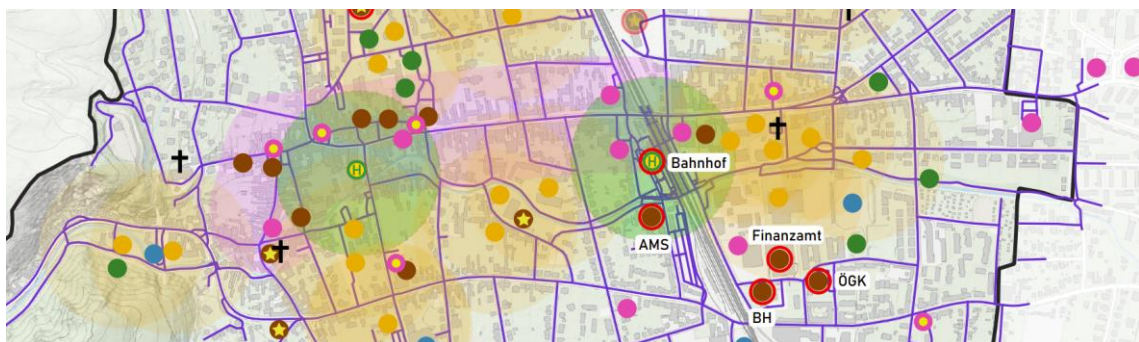 H
H
Bahnhof
AMS
Finanzamt
ÖGK
BH